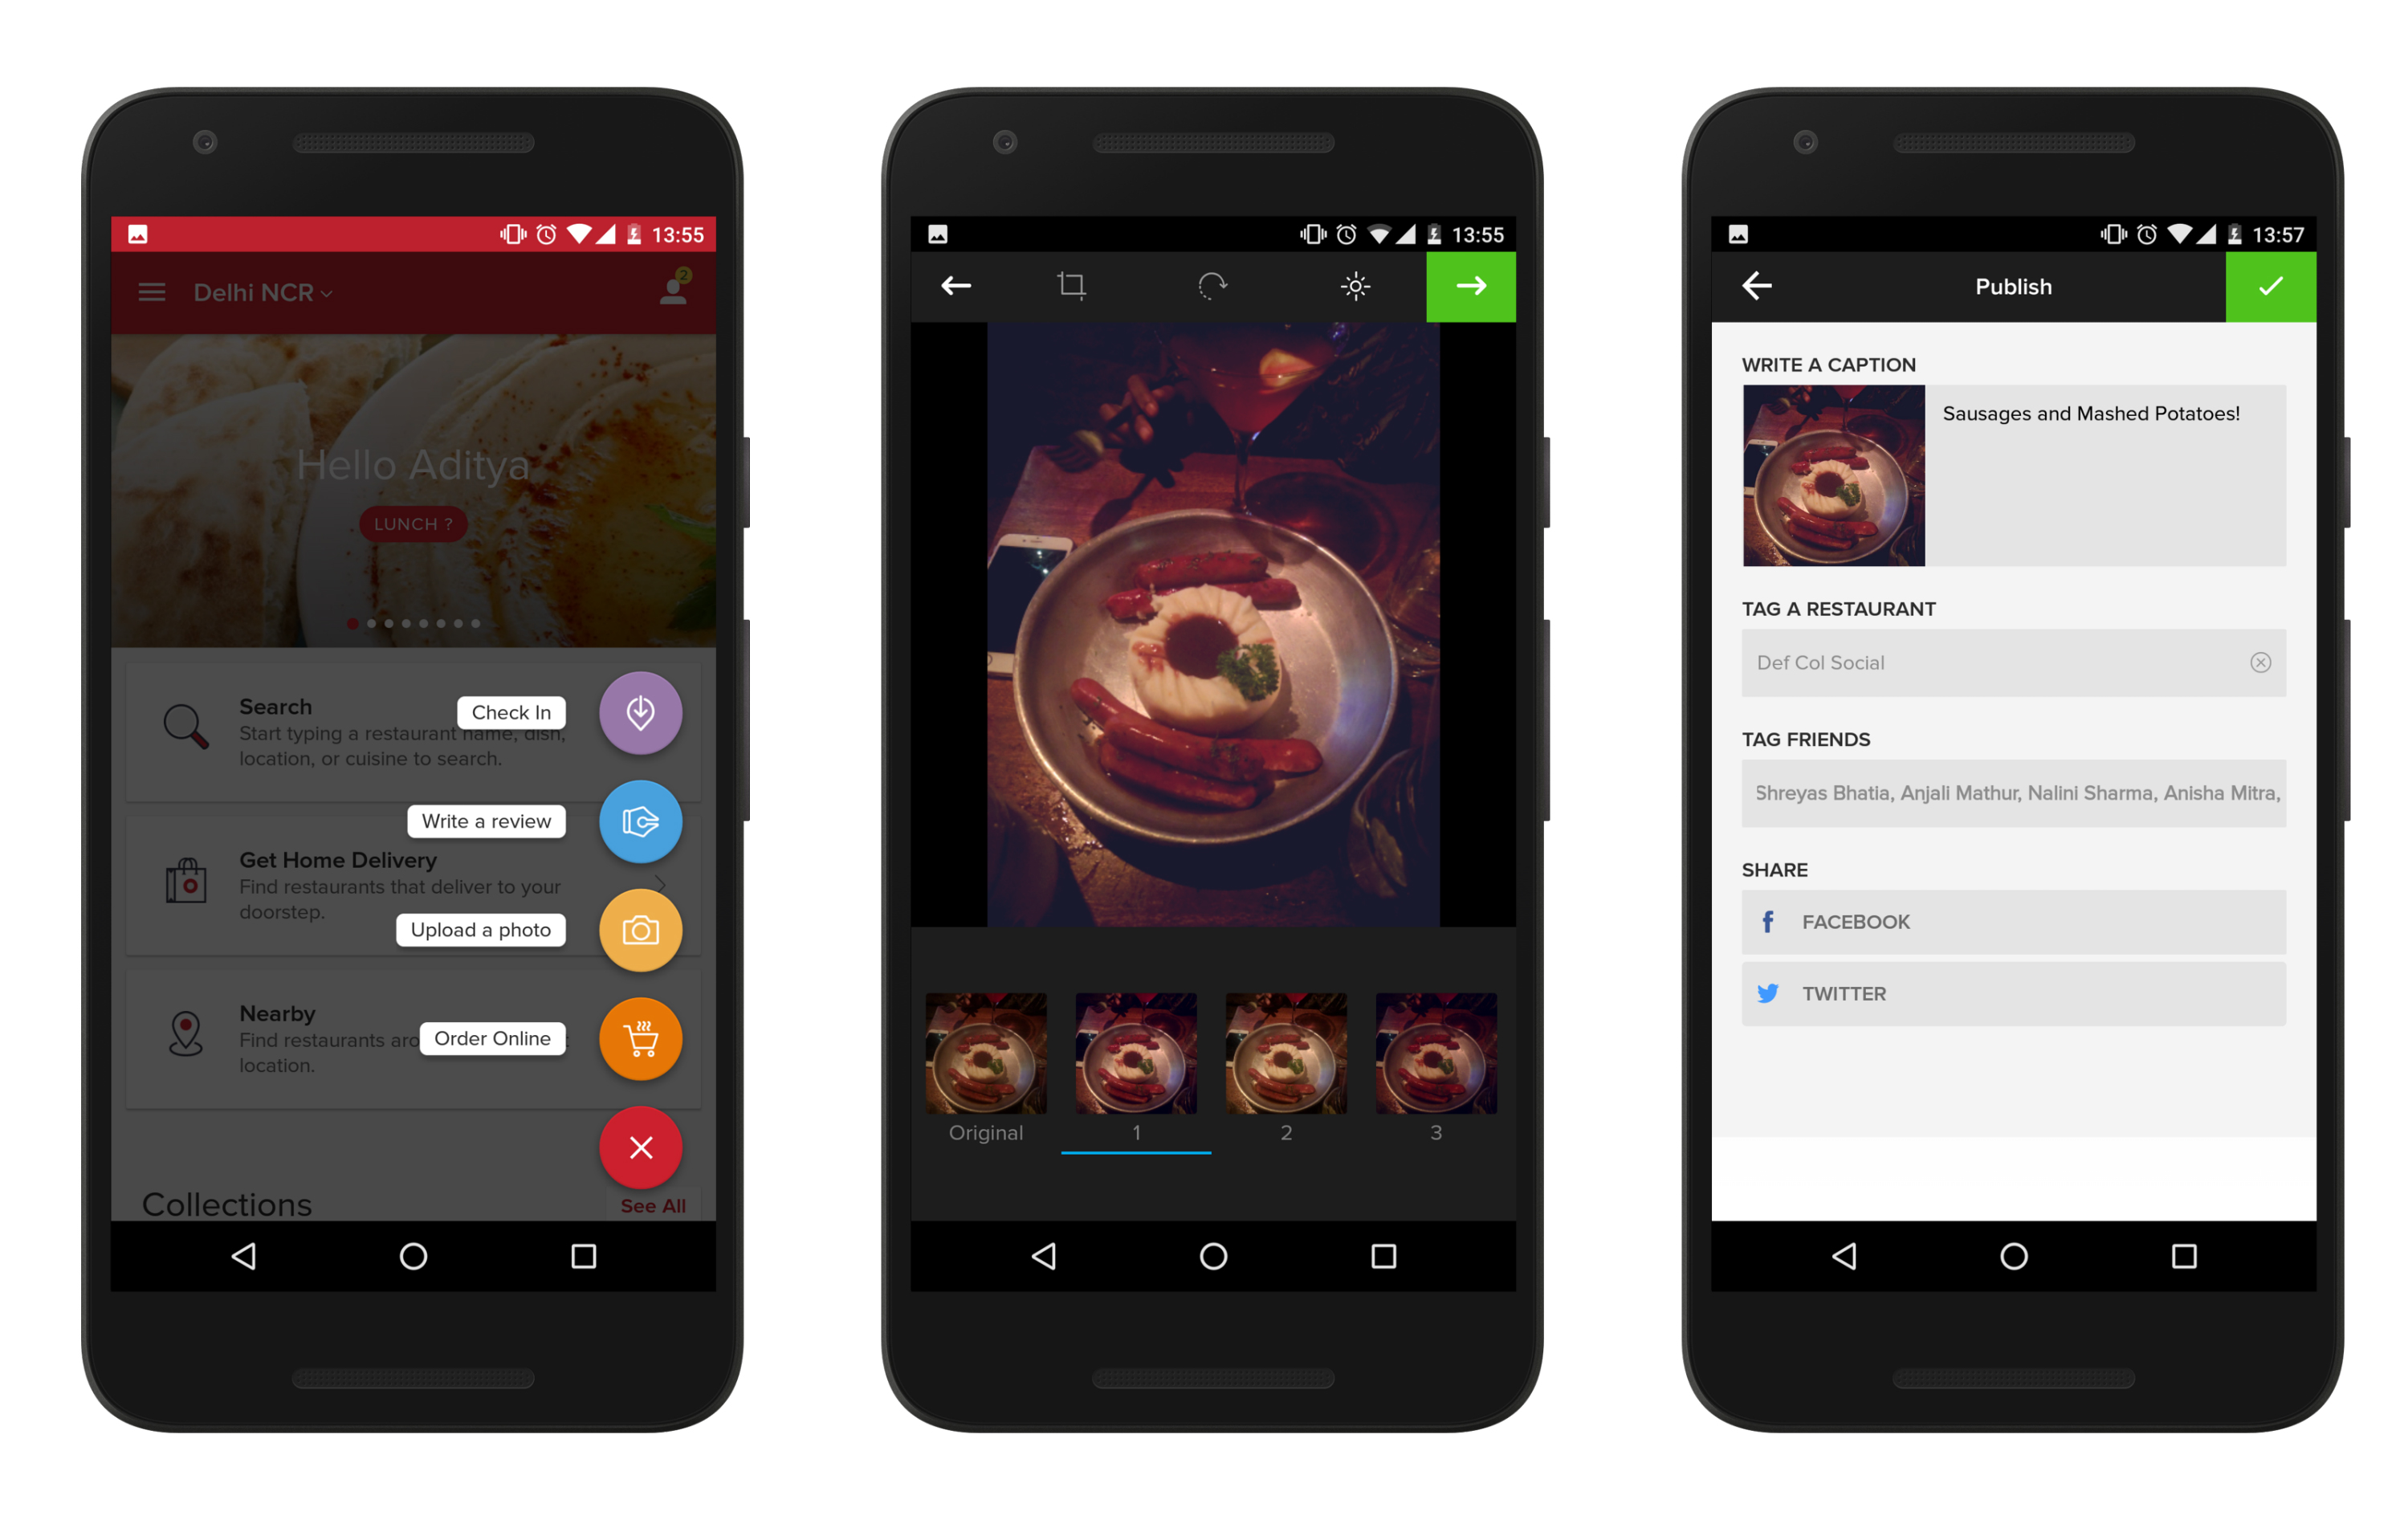 13:55
Delhi NCR
2
Hello Aditya
LUNCH ?
Search
Start typing a restaurant name, dish,
location, or cuisine to search.
Check In
Write a review
Get Home Delivery
Find restaurants that deliver to your
doorstep.
Upload a photo
Nearby
Find restaurants
location.
Order Online
Collections
See All
13:55
Original
1
2
3
13:57
Publish
WRITE A CAPTION
Sausages and Mashed Potatoes!
TAG A RESTAURANT
Def Col Social
TAG FRIENDS
Shreyas Bhatia, Anjali Mathur, Nalini Sharma, Anisha Mitra,
SHARE
FACEBOOK
TWITTER